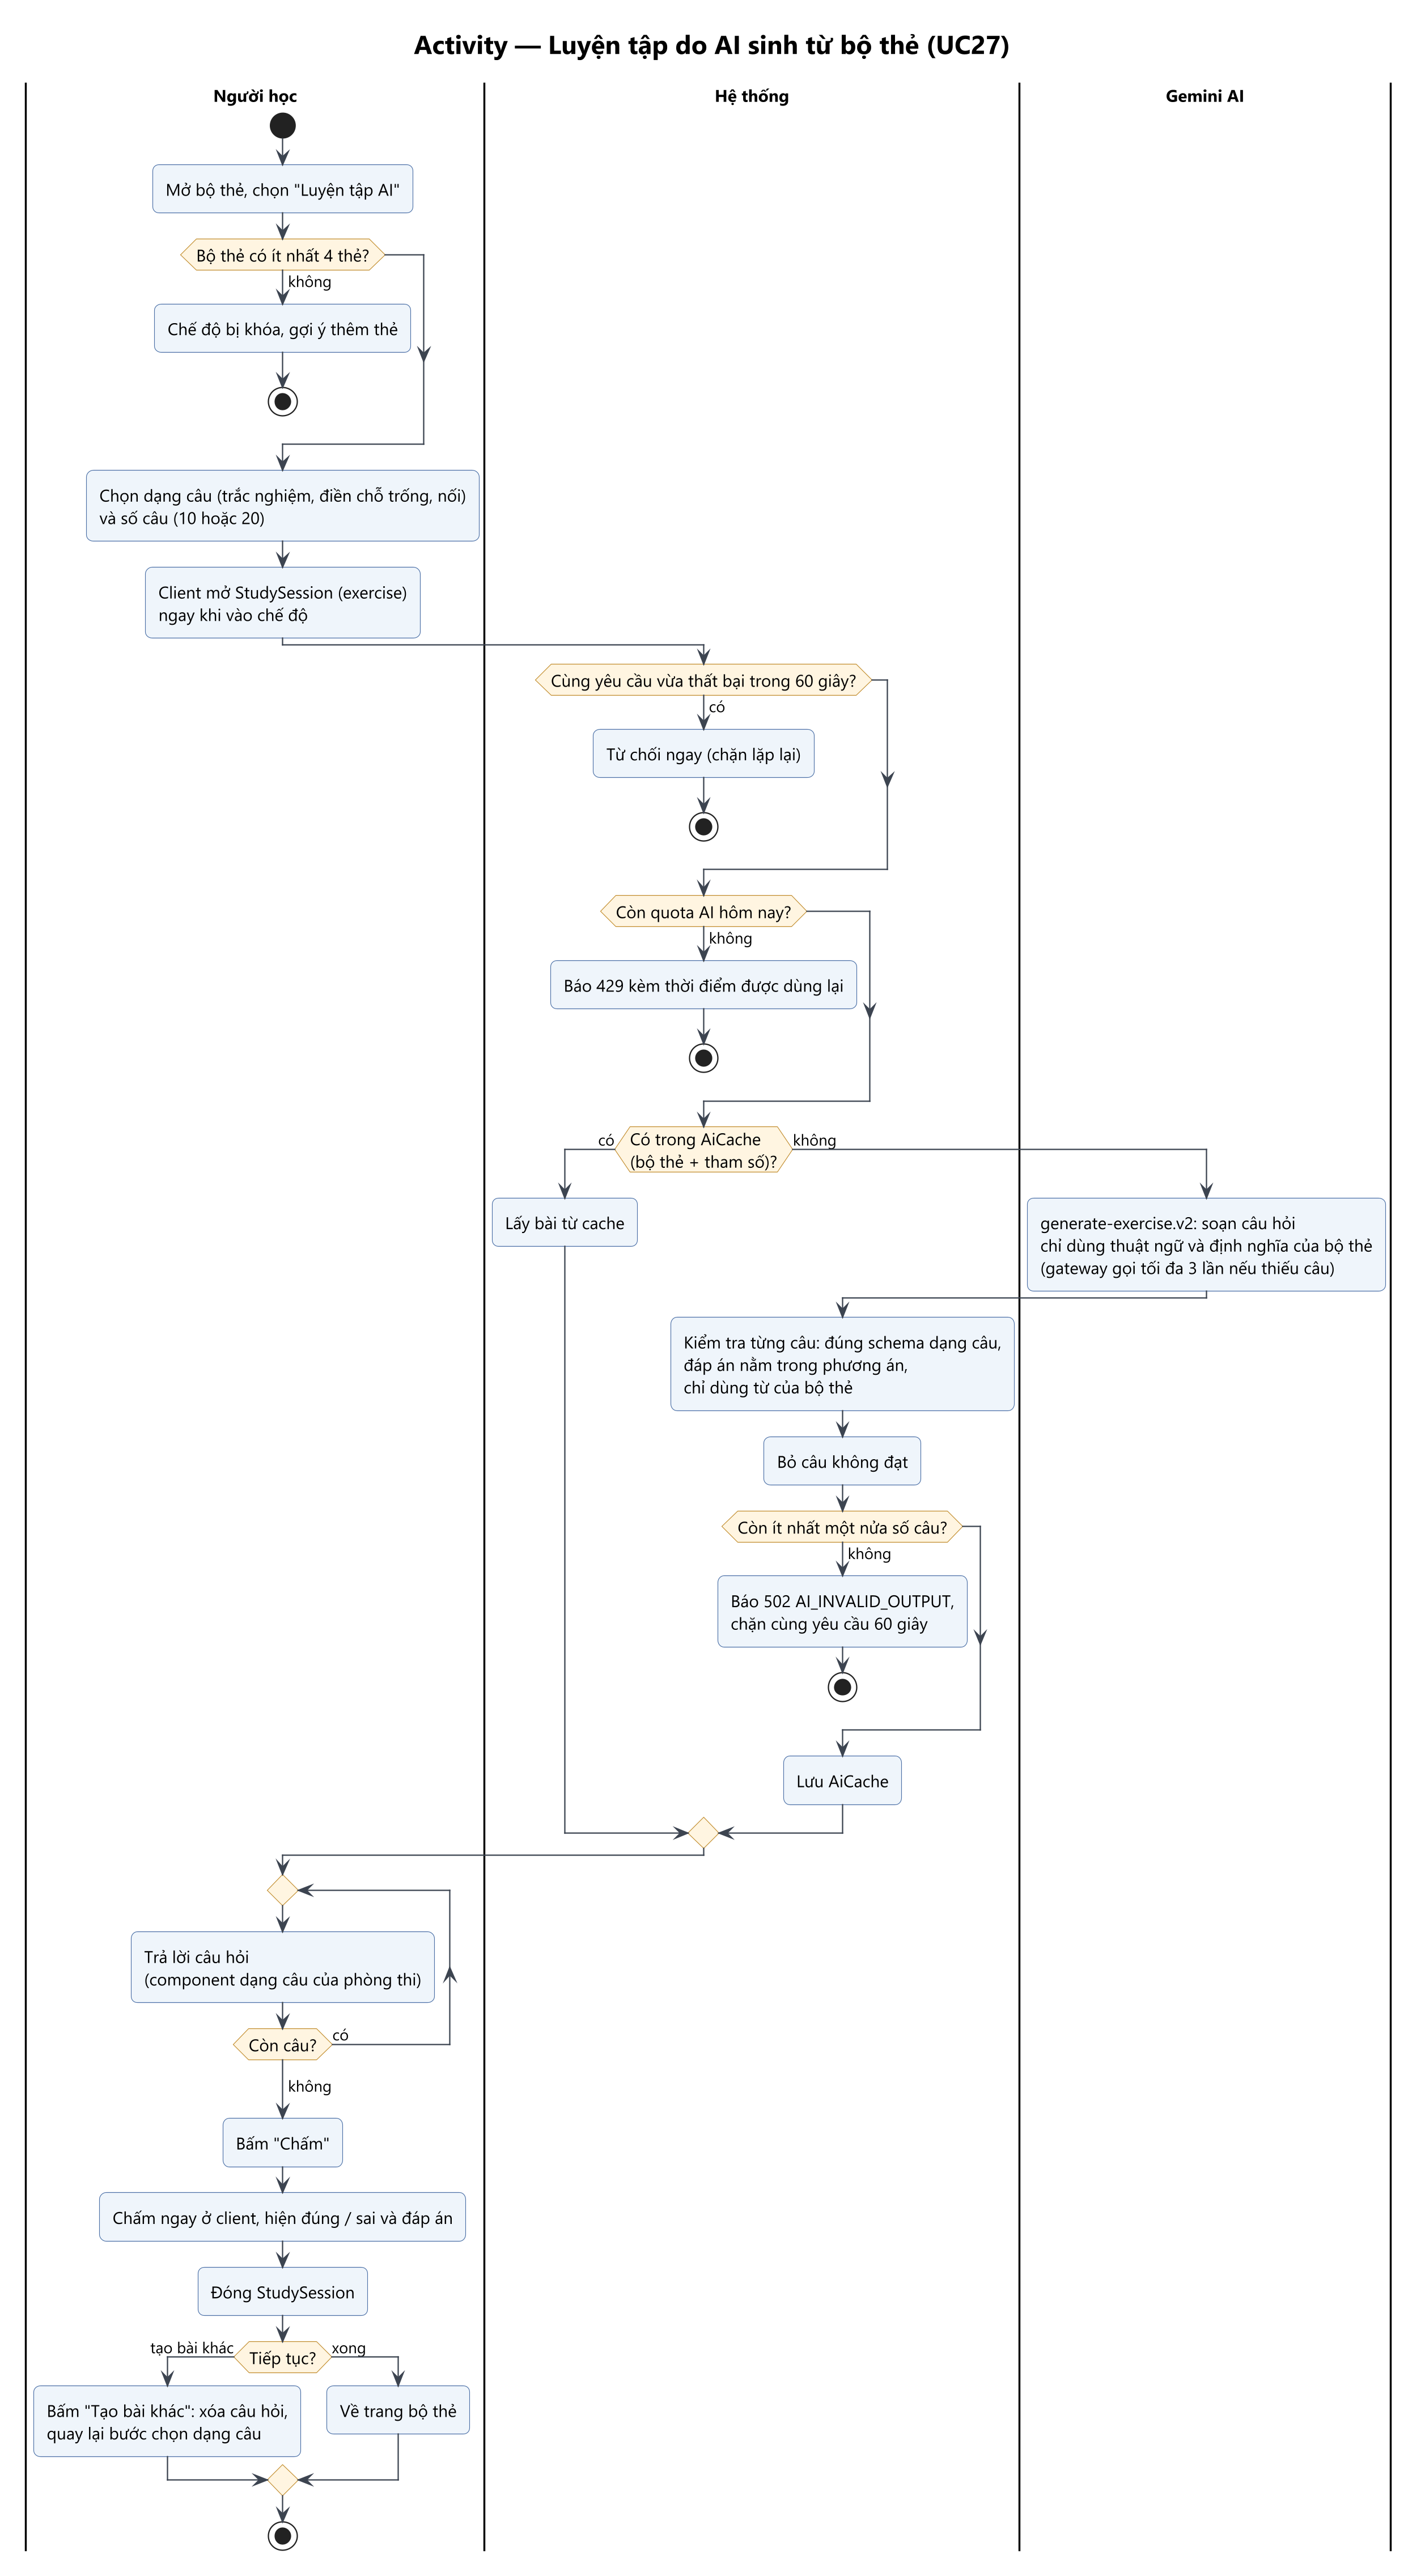 Activity — Luyện tập do AI sinh từ bộ thẻ (UC27)
Người học
Hệ thống
Gemini AI
Mở bộ thẻ, chọn "Luyện tập AI"
Bộ thẻ có ít nhất 4 thẻ?
không
Chế độ bị khóa, gợi ý thêm thẻ
Chọn dạng câu (trắc nghiệm, điền chỗ trống, nối)
và số câu (10 hoặc 20)
Client mở StudySession (exercise)
ngay khi vào chế độ
Cùng yêu cầu vừa thất bại trong 60 giây?
có
Từ chối ngay (chặn lặp lại)
Còn quota AI hôm nay?
không
Báo 429 kèm thời điểm được dùng lại
có
Có trong AiCache
(bộ thẻ + tham số)?
không
Lấy bài từ cache
generate-exercise.v2: soạn câu hỏi
chỉ dùng thuật ngữ và định nghĩa của bộ thẻ
(gateway gọi tối đa 3 lần nếu thiếu câu)
Kiểm tra từng câu: đúng schema dạng câu,
đáp án nằm trong phương án,
chỉ dùng từ của bộ thẻ
Bỏ câu không đạt
Còn ít nhất một nửa số câu?
không
Báo 502 AI_INVALID_OUTPUT,
chặn cùng yêu cầu 60 giây
Lưu AiCache
Trả lời câu hỏi
(component dạng câu của phòng thi)
Còn câu?
có
không
Bấm "Chấm"
Chấm ngay ở client, hiện đúng / sai và đáp án
Đóng StudySession
tạo bài khác
Tiếp tục?
xong
Bấm "Tạo bài khác": xóa câu hỏi,
quay lại bước chọn dạng câu
Về trang bộ thẻ